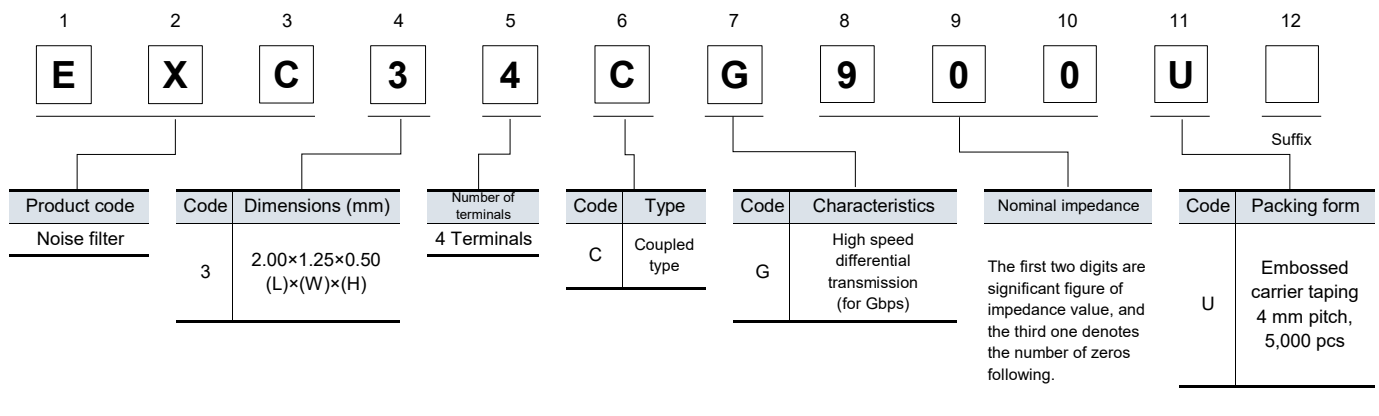 1 2 3 4 5 6 7 8 9 10 11 12
E X C 3 4 C G 9 0 0 U
Suffix
Product code
Noise filter
Code Dimensions (mm)
3
2.00×1.25×0.50
(L)×(W)×(H)
Number of
terminals
4 Terminals
Code Type
C
Coupled
type
Code Characteristics
G
High speed
differential
transmission
(for Gbps)
Nominal impedance
The first two digits are
significant figure of
impedance value, and
the third one denotes
the number of zeros
following.
Code Packing form
U
Embossed
carrier taping
4 mm pitch,
5,000 pcs